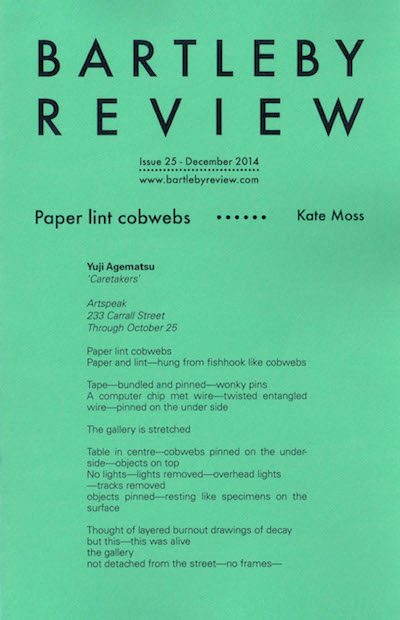 BARTLEBY
REVIEW
Issue 25 - December 2014
www.bartlebyreview.com
Paper lint cobwebs •••••• Kate Moss
Yuji Agematsu
'Caretakers'
Artspeak
233 Carrall Street
Through October 25
Paper lint cobwebs
Paper and lint—hung from fishhook like cobwebs
Tape—bundled and pinned—wonky pins
A computer chip met wire—twisted entangled
wire—pinned on the under side
The gallery is stretched
Table in centre—cobwebs pinned on the under-
side—objects on top
No lights—lights removed—overhead lights
—tracks removed
objects pinned—resting like specimens on the
surface
Thought of layered burnout drawings of decay
but this—this was alive
the gallery
not detached from the street—no frames—